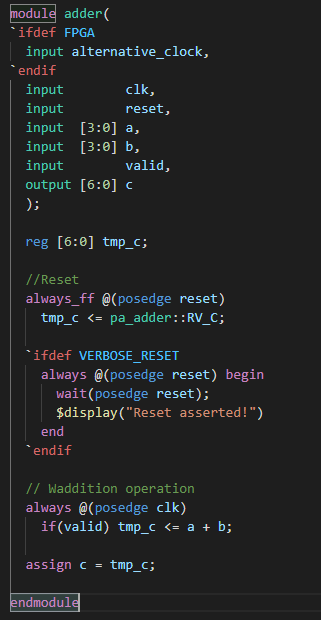 module adder(
`ifdef FPGA
  input alternative_clock,
`endif
  input        clk,
  input        reset,
  input  [3:0] a,
  input  [3:0] b,
  input        valid,
  output [6:0] c
  );

  reg [6:0] tmp_c;

  //Reset
  always_ff @(posedge reset)
    tmp_c <= pa_adder::RV_C;

  `ifdef VERBOSE_RESET
    always @(posedge reset) begin
      wait(posedge reset);
      $display("Reset asserted!")
    end
  `endif

  // Waddition operation
  always @(posedge clk)
    if(valid) tmp_c <= a + b;

  assign c = tmp_c;

endmodule